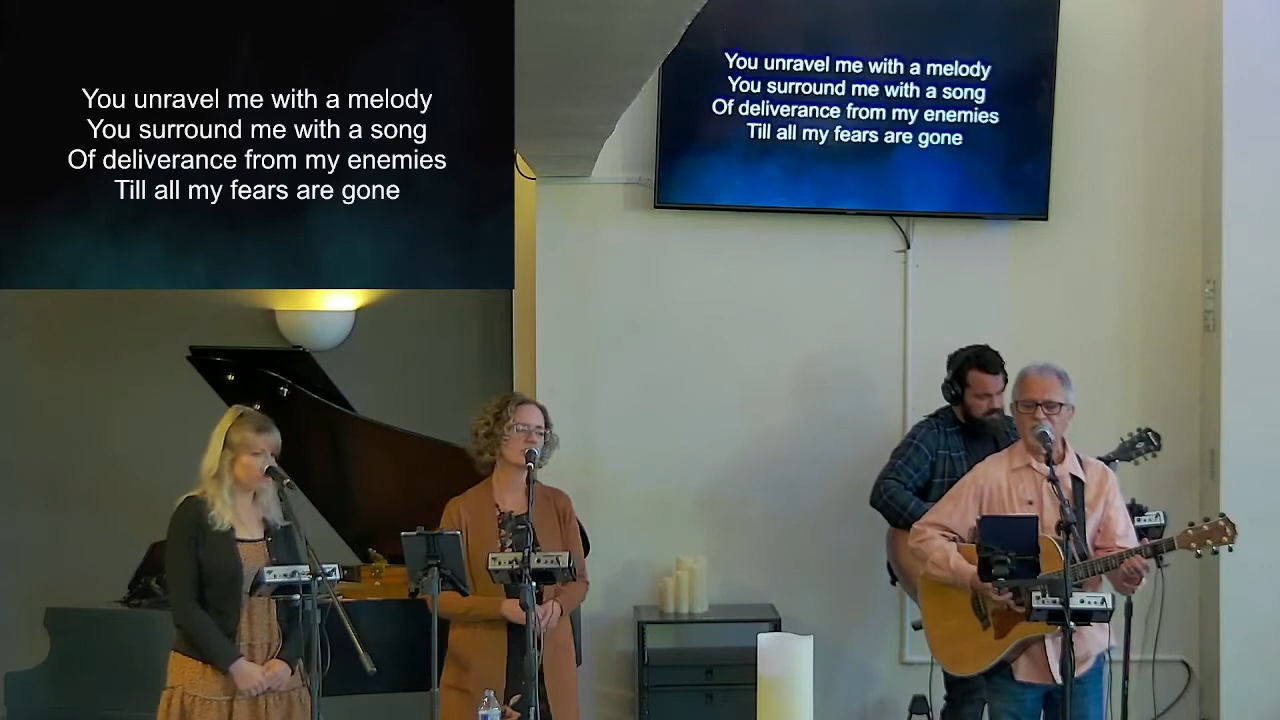 You unravel me with a melody
You surround me with a song
Of deliverance from my enemies
Till all my fears are gone
You unravel me with a melody
You surround me with a song
Of deliverance from my enemies
Till all my fears are gone